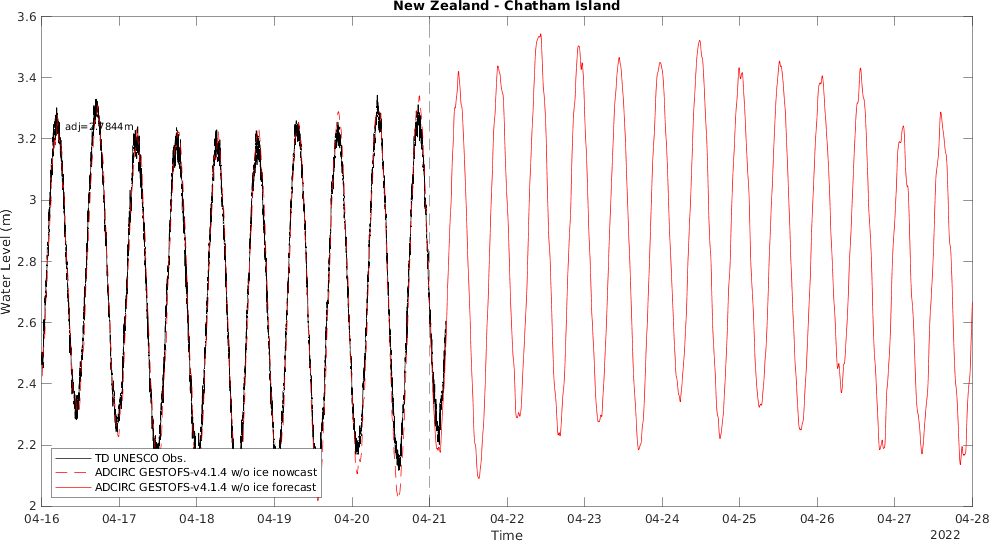 New Zealand - Chatham Island
3.6
3.4
3.2
3
2.8
2.6
2.4
2.2
2
Water Level (m)
adj=2.7844m
TD UNESCO Obs.
ADCIRC GESTOFS-v4.1.4 w/o ice nowcast
ADCIRC GESTOFS-v4.1.4 w/o ice forecast
04-16 04-17 04-18 04-19 04-20 04-21 04-22 04-23 04-24 04-25 04-26 04-27 04-28
Time
2022